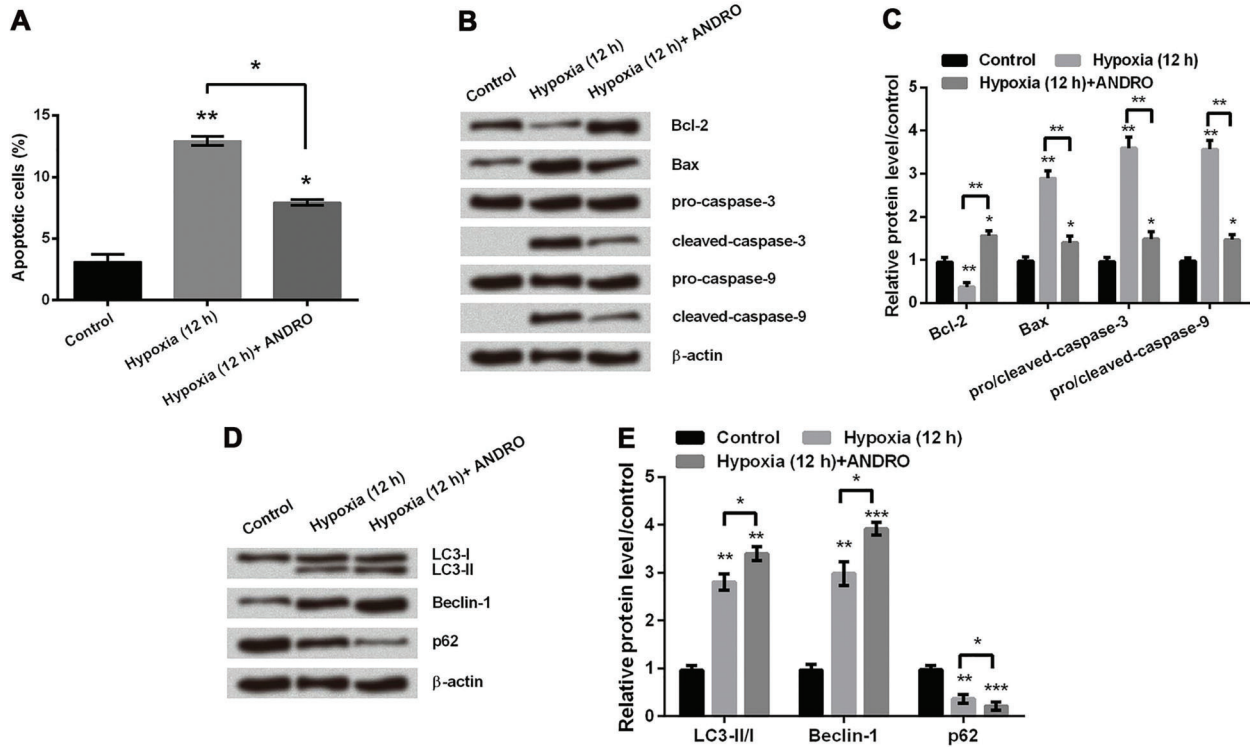 A
*
**
*
15
10
5
0
Apoptotic cells (%)
Control
Hypoxia (12 h)
Hypoxia (12 h)+ ANDRO
B
Control
Hypoxia (12 h)
Hypoxia (12 h)+ ANDRO
Bcl-2
Bax
pro-caspase-3
cleaved-caspase-3
pro-caspase-9
cleaved-caspase-9
β-actin
C
Control
Hypoxia (12 h)
Hypoxia (12 h)+ANDRO
Relative protein level/control
5
4
3
2
1
0
**
**
*
**
**
*
**
**
*
**
**
*
Bcl-2
Bax
pro/cleaved-caspase-3
pro/cleaved-caspase-9
D
Control
Hypoxia (12 h)
Hypoxia (12 h)+ ANDRO
LC3-I
LC3-II
Beclin-1
p62
β-actin
E
Control
Hypoxia (12 h)
Hypoxia (12 h)+ANDRO
Relative protein level/control
5
4
3
2
1
0
*
**
**
*
**
***
*
**
***
LC3-II/I
Beclin-1
p62